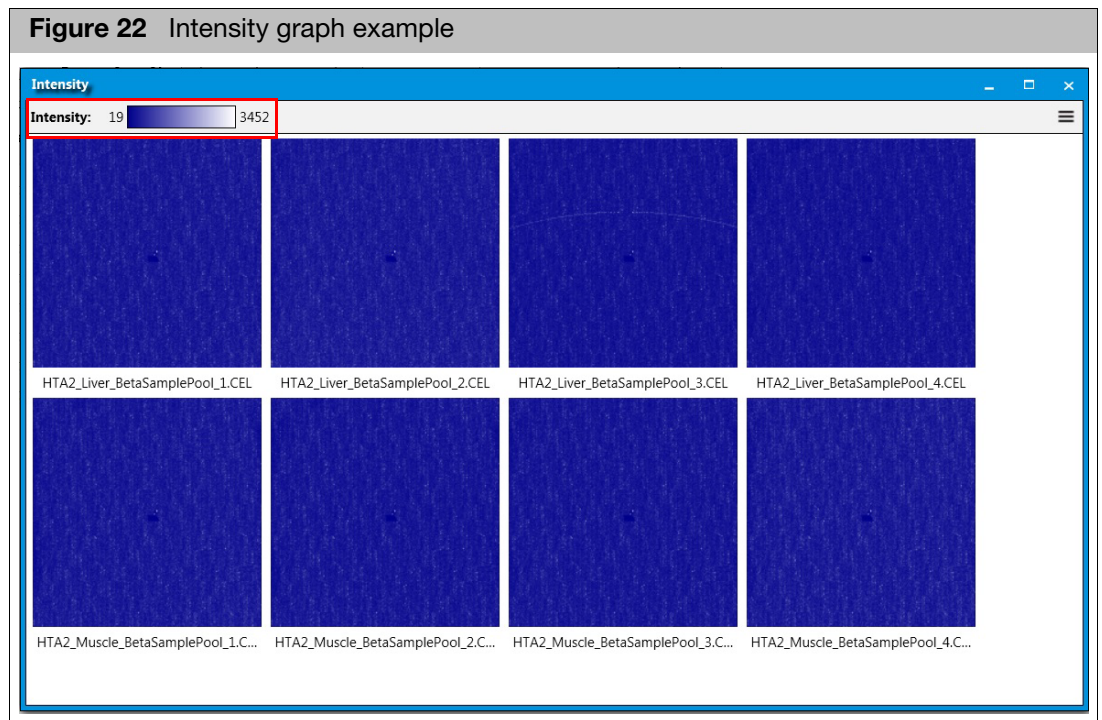 Figure 22 Intensity graph example
Intensity
Intensity: 19 3452
HTA2_Liver_BetaSamplePool_1.CEL HTA2_Liver_BetaSamplePool_2.CEL HTA2_Liver_BetaSamplePool_3.CEL HTA2_Liver_BetaSamplePool_4.CEL
HTA2_Muscle_BetaSamplePool_1.C... HTA2_Muscle_BetaSamplePool_2.C... HTA2_Muscle_BetaSamplePool_3.C... HTA2_Muscle_BetaSamplePool_4.C...